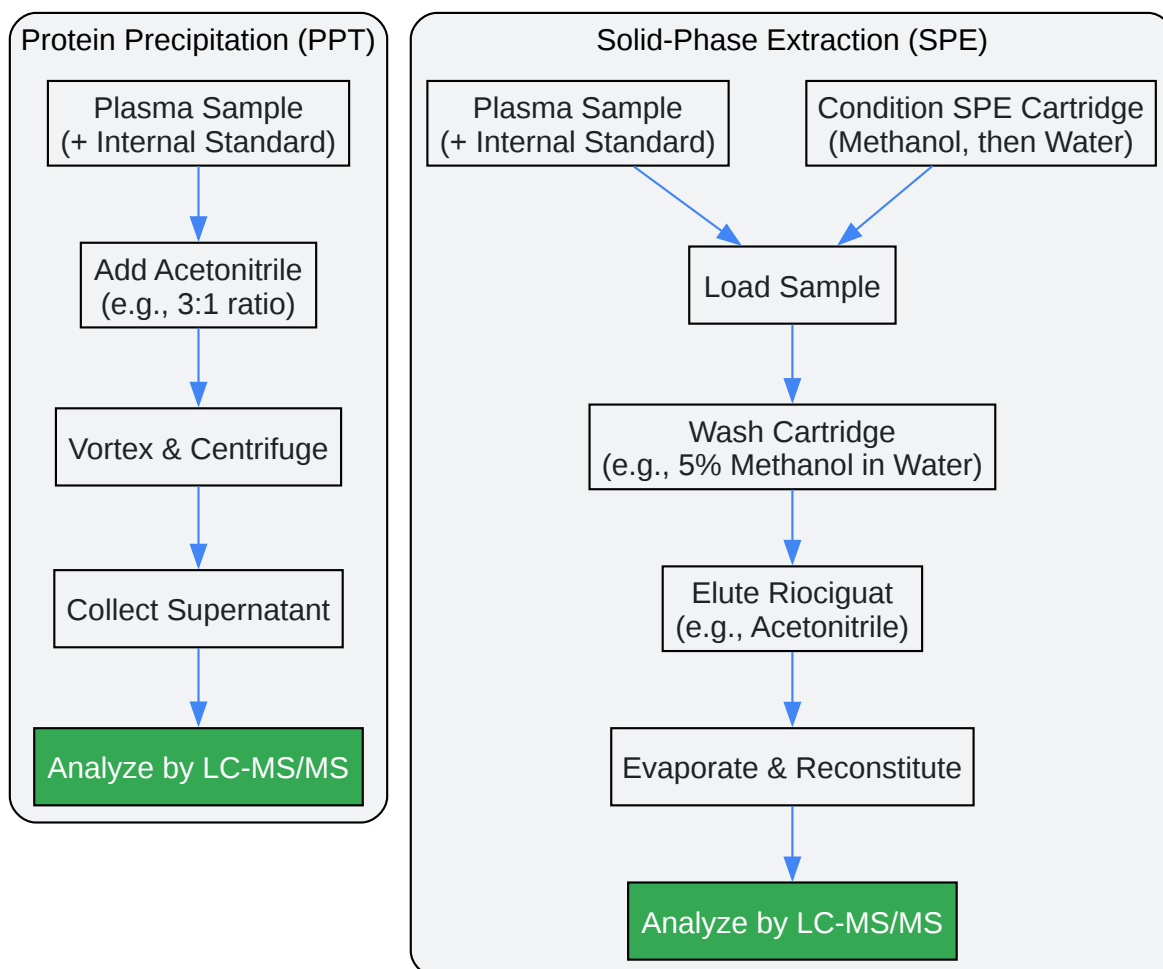 Protein Precipitation (PPT)
Plasma Sample
(+ Internal Standard)
Add Acetonitrile
(e.g., 3:1 ratio)
Vortex & Centrifuge
Collect Supernatant
Analyze by LC-MS/MS
Solid-Phase Extraction (SPE)
Plasma Sample
(+ Internal Standard)
Condition SPE Cartridge
(Methanol, then Water)
Load Sample
Wash Cartridge
(e.g., 5% Methanol in Water)
Elute Riociguat
(e.g., Acetonitrile)
Evaporate & Reconstitute
Analyze by LC-MS/MS